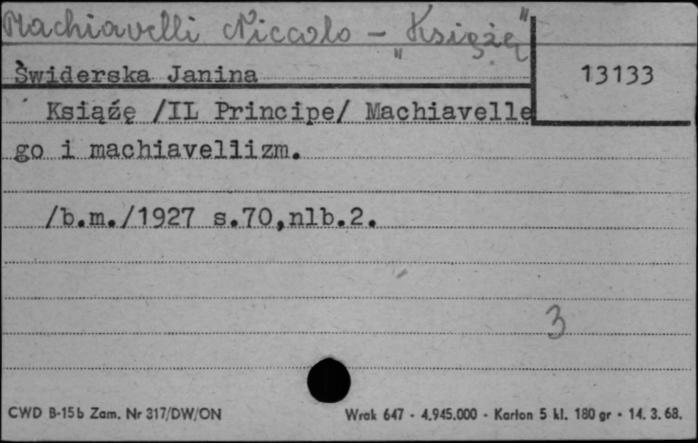 Machiavelli Niccolo - "Książę"
Świderska Janina
13133
Książę /IL Principe/ Machiavelle
go i machiavellizm.
/b.m./1927 s.70,nlb.2.
3
CWD B-15b Zam. Nr 317/DW/ON
Wrak 647 - 4.945.000 - Karton 5 kl. 180 gr - 14. 3. 68.